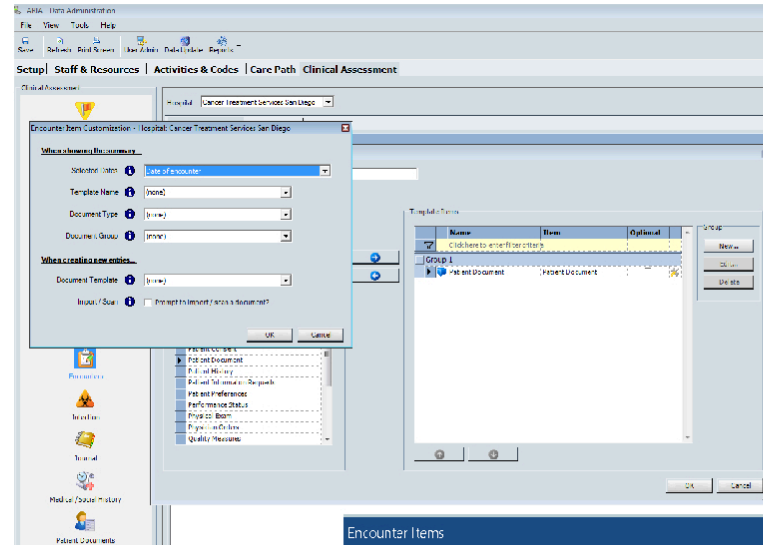 ARIA Data Administration
File View Tools Help
Save Refresh Print Screen User Admin Data Update Reports
Setup Staff & Resources Activities & Codes Care Path Clinical Assessment
Clinical Assessment
Hospital Cancer Treatment Services San Diego
Encounter Item Customization - Hospital: Cancer Treatment Services San Diego
When showing the summary...
Selected Dates Date of encounter
Template Name (none)
Document Type (none)
Document Group (none)
When creating new entries...
Document Template (none)
Import / Scan Prompt to import / scan a document?
OK Cancel
Template Items
Name Item Optional
Click here to enter filter criteria
Group 1
Patient Document Patient Document
Group
New...
Delete
Patient Consent
Patient Document
Patient History
Patient Information Requests
Patient Preferences
Performance Status
Physical Exam
Physician Orders
Quality Measures
OK Cancel
Encounters
Infection
Journal
Medical/Social History
Patient Documents
Encounter Items